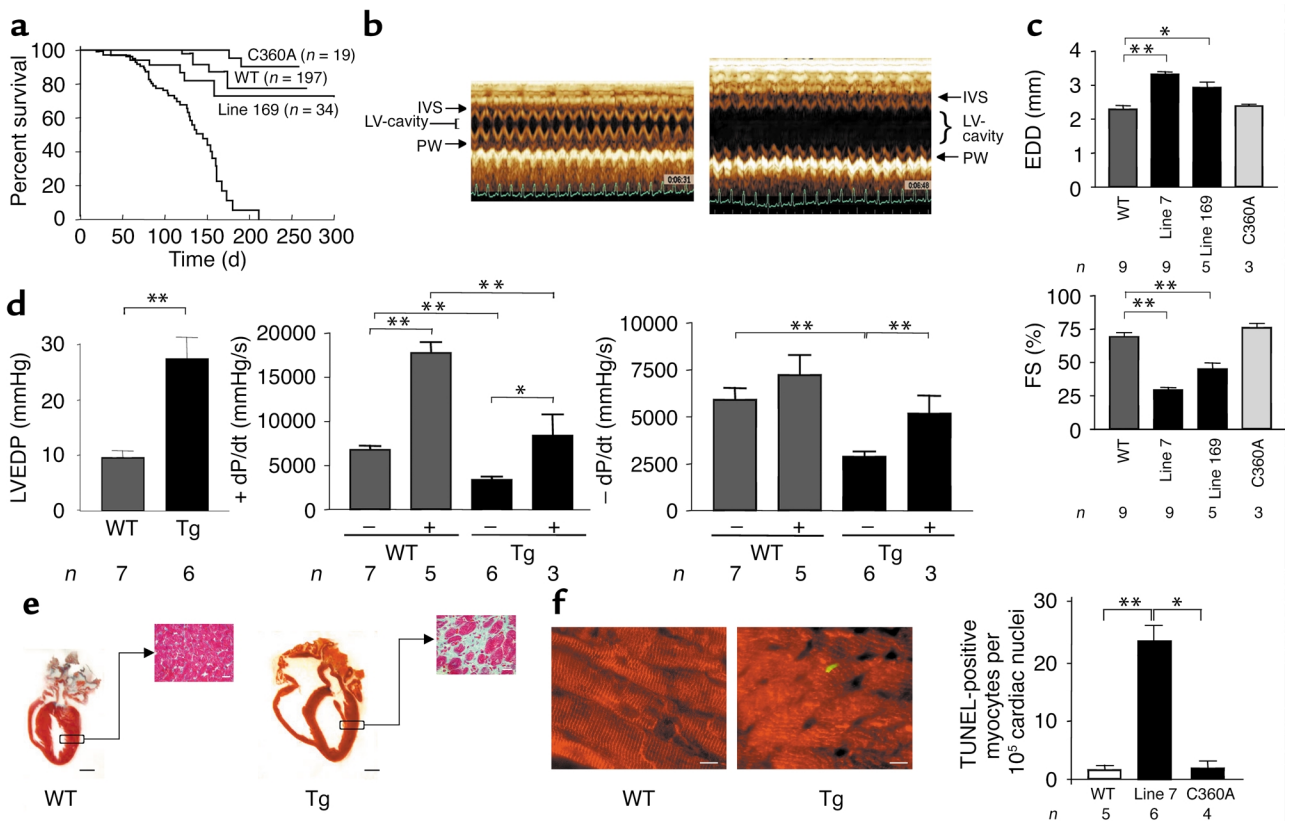 a
Percent survival
100
80
60
40
20
0
0 50 100 150 200 250 300
Time (d)
C360A (n = 19)
WT (n = 197)
Line 169 (n = 34)
b
IVS
LV-cavity
PW
0:06:31
IVS
LV-
cavity
PW
0:06:48
c
EDD (mm)
4
3
2
1
0
**
*
WT Line 7 Line 169 C360A
n 9 9 5 3
FS (%)
100
75
50
25
0
**
**
WT Line 7 Line 169 C360A
n 9 9 5 3
d
LVEDP (mmHg)
30
20
10
0
**
WT Tg
n 7 6
+ dP/dt (mmHg/s)
20000
15000
10000
5000
0
**
**
**
*
– + – +
WT Tg
n 7 5 6 3
– dP/dt (mmHg/s)
10000
7500
5000
2500
0
** **
– + – +
WT Tg
n 7 5 6 3
e
WT Tg
f
WT Tg
TUNEL-positive
myocytes per
10⁵ cardiac nuclei
30
20
10
0
** *
WT Line 7 C360A
n 5 6 4